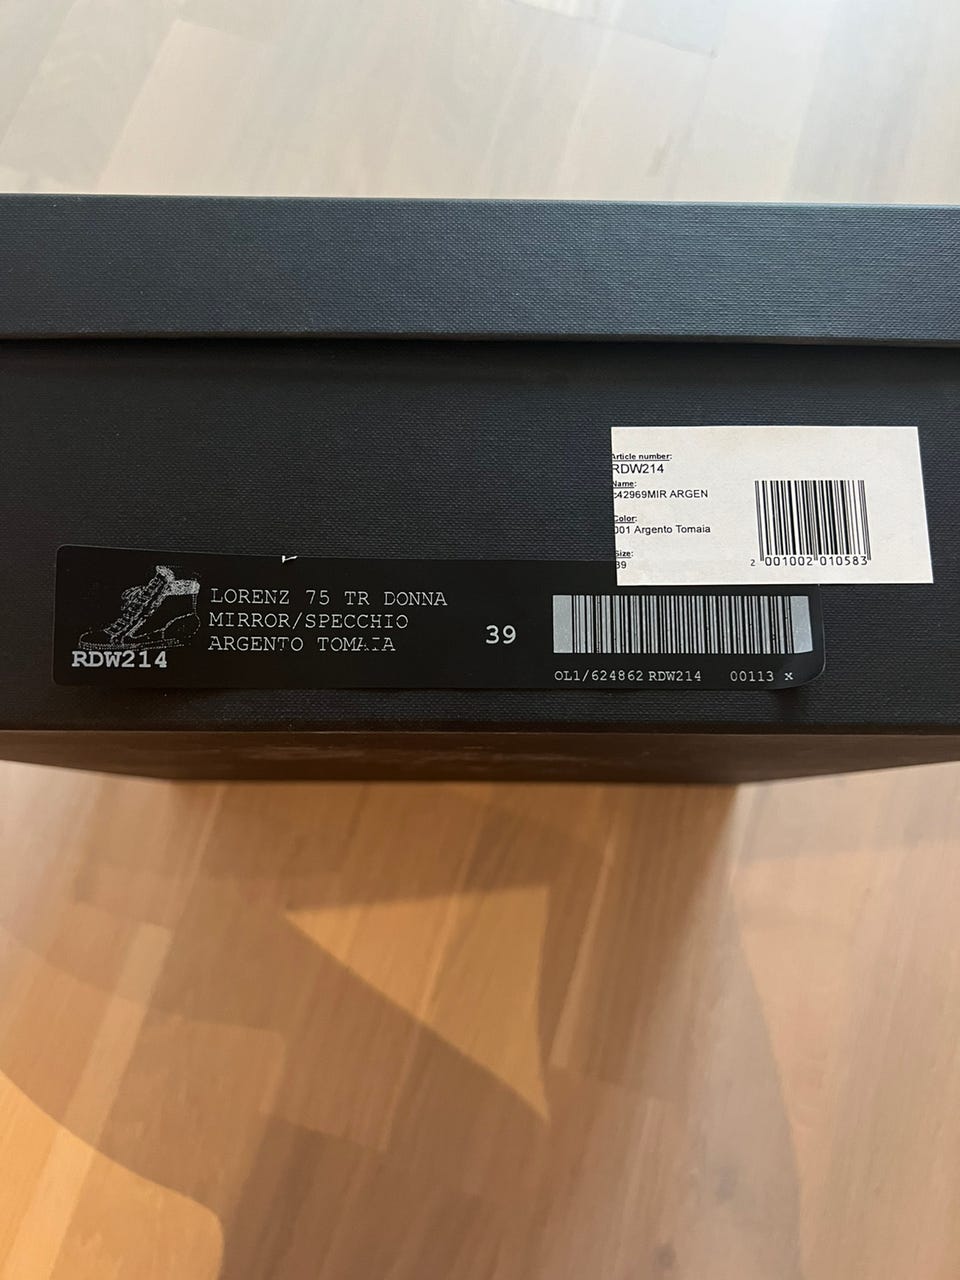 Article number:
RDW214
Name:
c42969MIR ARGEN
Color:
001 Argento Tomaia
Size:
39
2 001002 010583
LORENZ 75 TR DONNA
MIRROR/SPECCHIO
ARGENTO TOMAIA
RDW214
39
OL1/624862 RDW214 00113 x